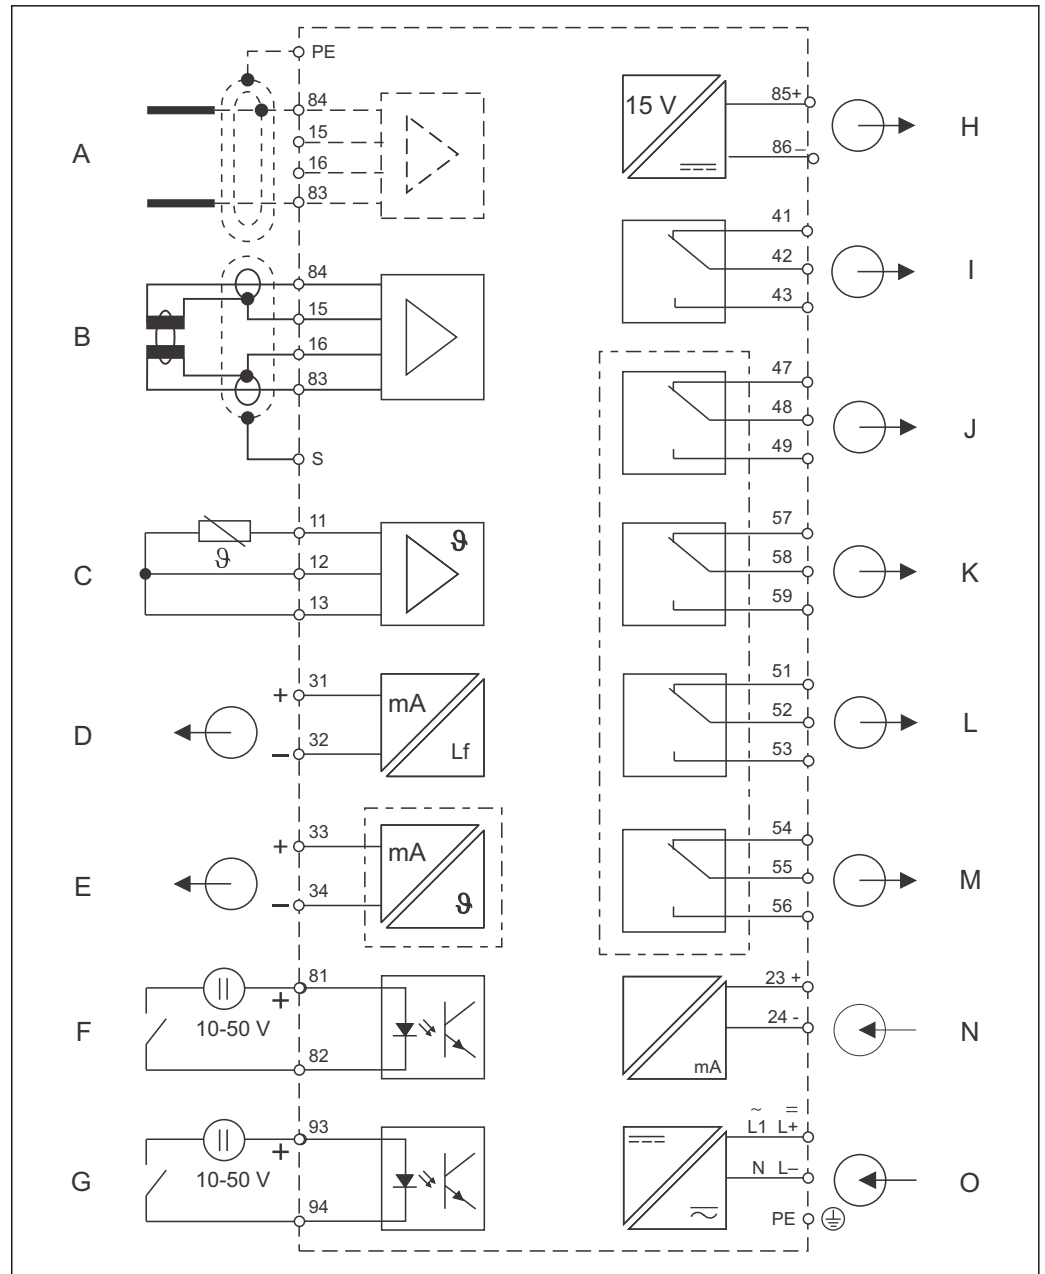 PE
A
84
15
16
83
B
84
15
16
83
S
C
ϑ
11
12
13
ϑ
D
+ 31
− 32
mA
Lf
E
+ 33
− 34
mA
ϑ
F
10-50 V
+
81
82
G
10-50 V
+
93
94
15 V
85+
86 −
H
41
42
43
I
47
48
49
J
57
58
59
K
51
52
53
L
54
55
56
M
23 +
24 -
mA
N
~ =
L1 L+
N L−
PE
O